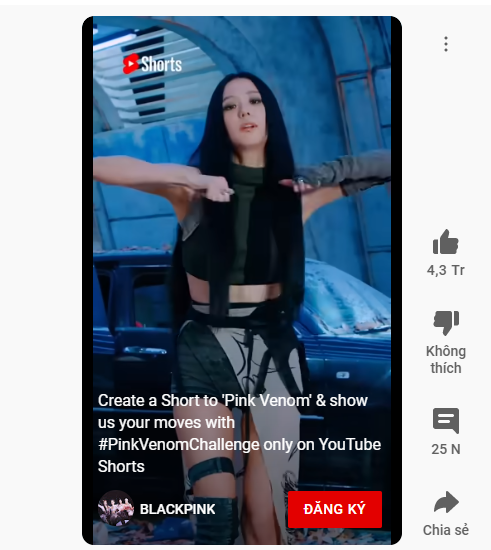 Shorts
4,3 Tr
Không
thích
Create a Short to 'Pink Venom' & show
us your moves with
#PinkVenomChallenge only on YouTube
Shorts
25 N
BLACKPINK
ĐĂNG KÝ
Chia sẻ